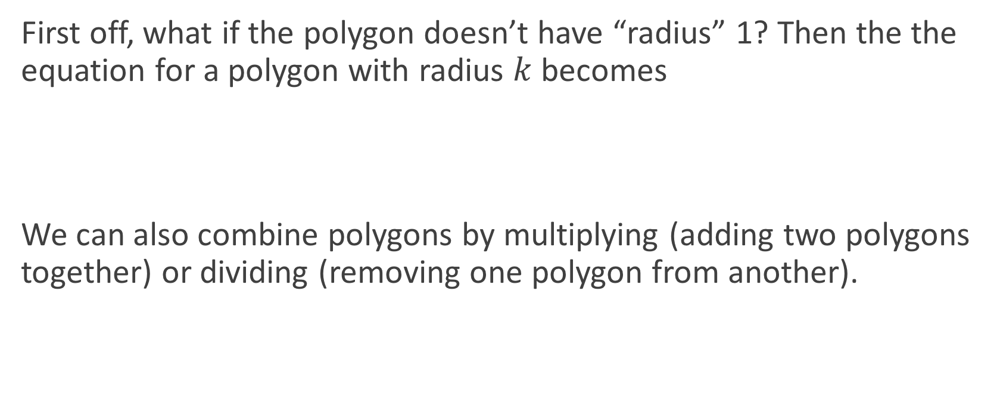 First off, what if the polygon doesn’t have “radius” 1? Then the the
equation for a polygon with radius 𝑘 becomes
We can also combine polygons by multiplying (adding two polygons
together) or dividing (removing one polygon from another).